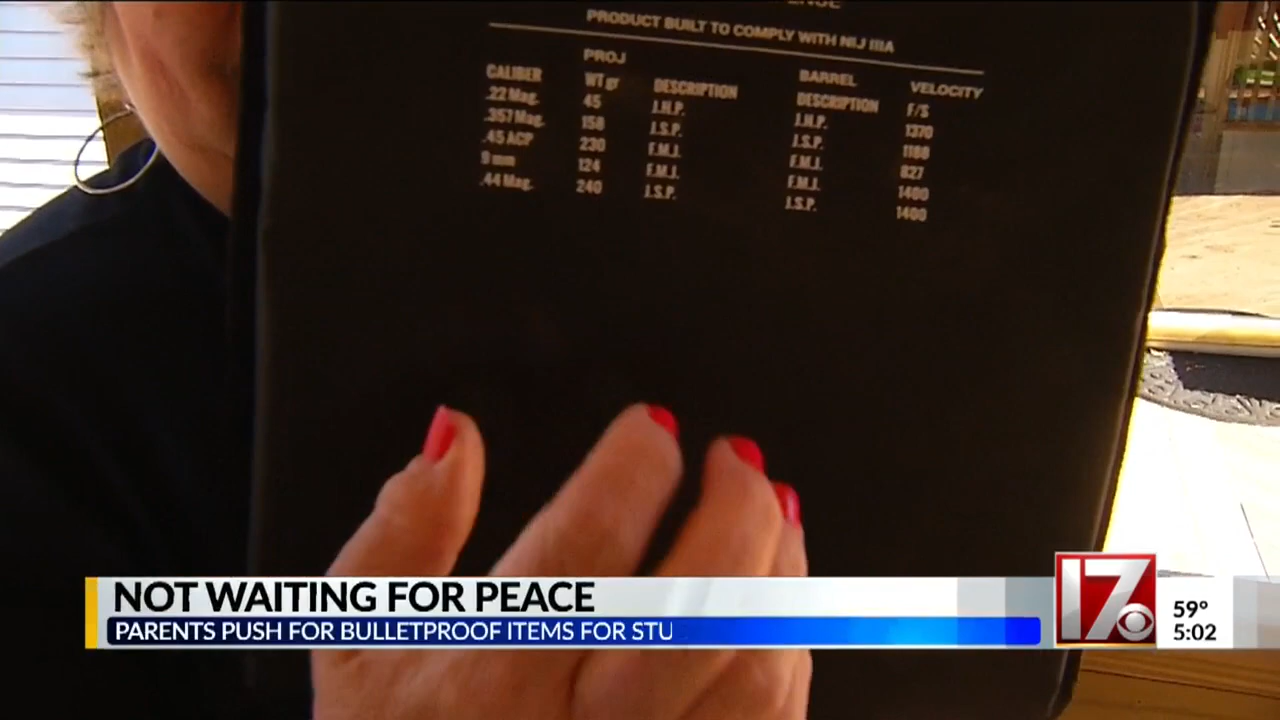 PRODUCT BUILT TO COMPLY WITH NIJ IIIA
PROJ
CALIBER WT gr DESCRIPTION BARREL DESCRIPTION VELOCITY F/S
.22 Mag. 45 J.H.P. J.H.P. 1370
.357 Mag. 158 J.S.P. J.S.P. 1180
.45 ACP 230 F.M.J. F.M.J. 827
9 mm 124 F.M.J. F.M.J. 1400
.44 Mag. 240 J.S.P. J.S.P. 1400
NOT WAITING FOR PEACE
PARENTS PUSH FOR BULLETPROOF ITEMS FOR STU
17
59°
5:02